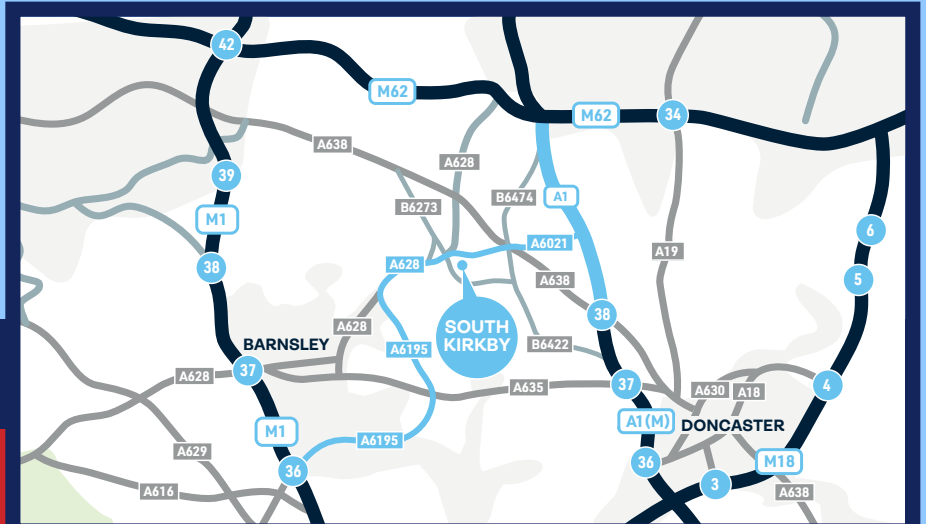 42
M62
M62
34
A638
A628
39
B6273
B6474
A1
M1
6
A6021
A19
38
A628
A638
5
38
A628
SOUTH
KIRKBY
BARNSLEY
A6195
B6422
37
A628
A635
37
A630
A18
4
A1(M)
DONCASTER
M1
A6195
A629
36
M18
36
3
A616
A638